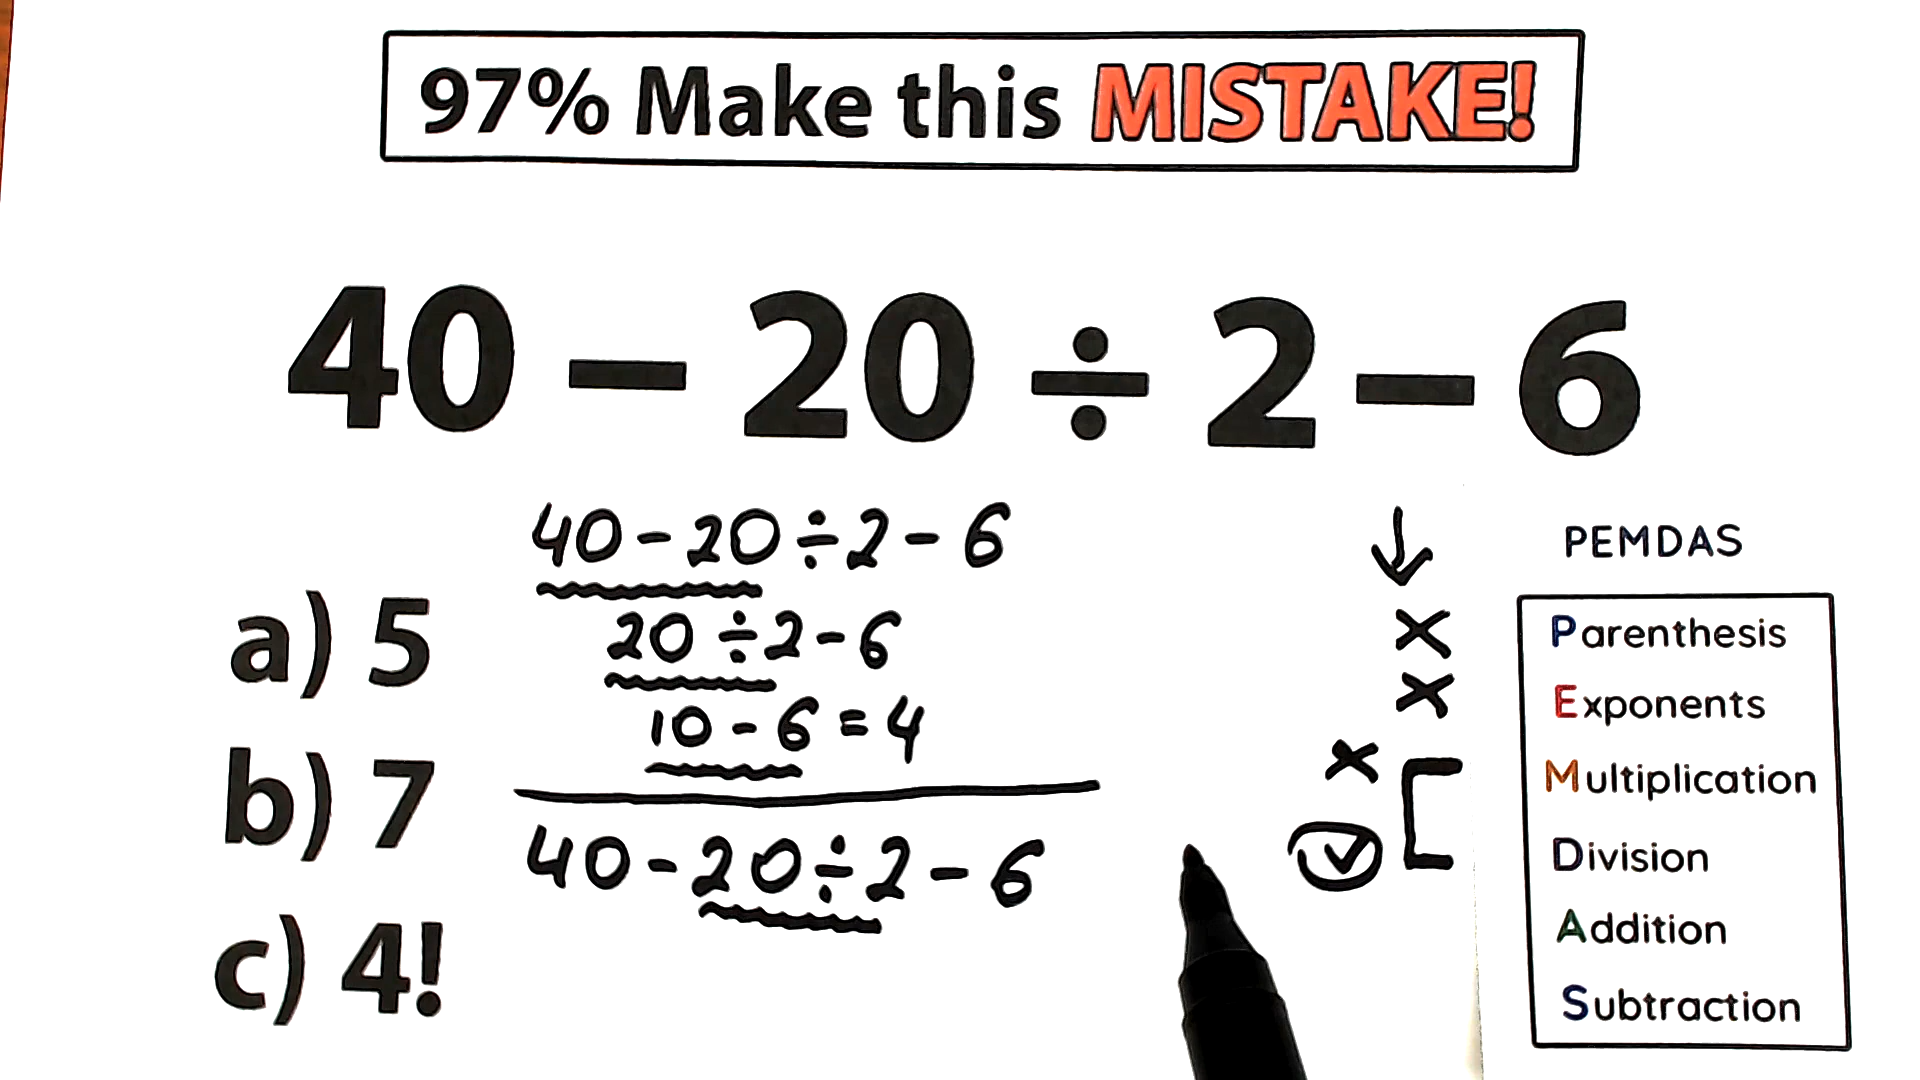 97% Make this MISTAKE!
40 – 20 ÷ 2 – 6
40 - 20 ÷ 2 - 6
20 ÷ 2 - 6
10 - 6 = 4
40 - 20 ÷ 2 - 6
a) 5
b) 7
c) 4!
PEMDAS
Parenthesis
Exponents
Multiplication
Division
Addition
Subtraction